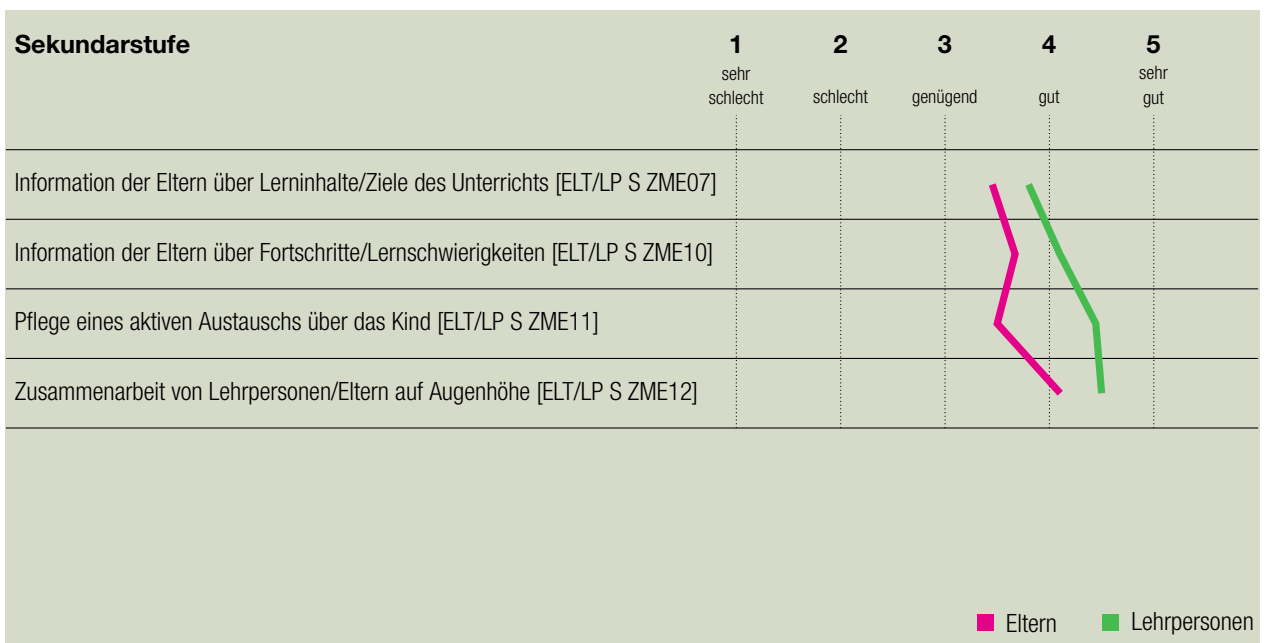 Sekundarstufe 1 2 3 4 5
sehr sehr
schlecht schlecht genügend gut gut
Information der Eltern über Lerninhalte/Ziele des Unterrichts [ELT/LP S ZME07]
Information der Eltern über Fortschritte/Lernschwierigkeiten [ELT/LP S ZME10]
Pflege eines aktiven Austauschs über das Kind [ELT/LP S ZME11]
Zusammenarbeit von Lehrpersonen/Eltern auf Augenhöhe [ELT/LP S ZME12]
Eltern Lehrpersonen